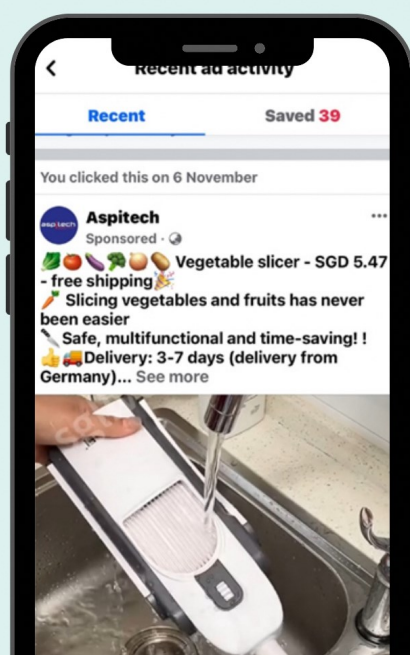 Recent ad activity
Recent Saved 39
You clicked this on 6 November
aspitech
Aspitech
Sponsored ·
Vegetable slicer - SGD 5.47
- free shipping
Slicing vegetables and fruits has never
been easier
Safe, multifunctional and time-saving! !
Delivery: 3-7 days (delivery from
Germany)... See more